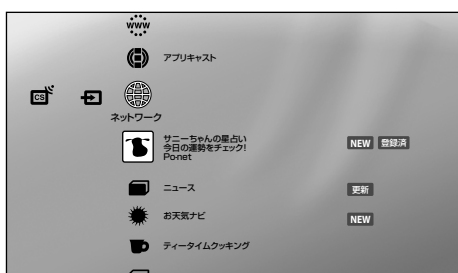 www
アプリキャスト
CS
ネットワーク
サニーちゃんの星占い
今日の運勢をチェック!
Po-net
NEW 登録済
ニュース
更新
お天気ナビ
NEW
ティータイムクッキング